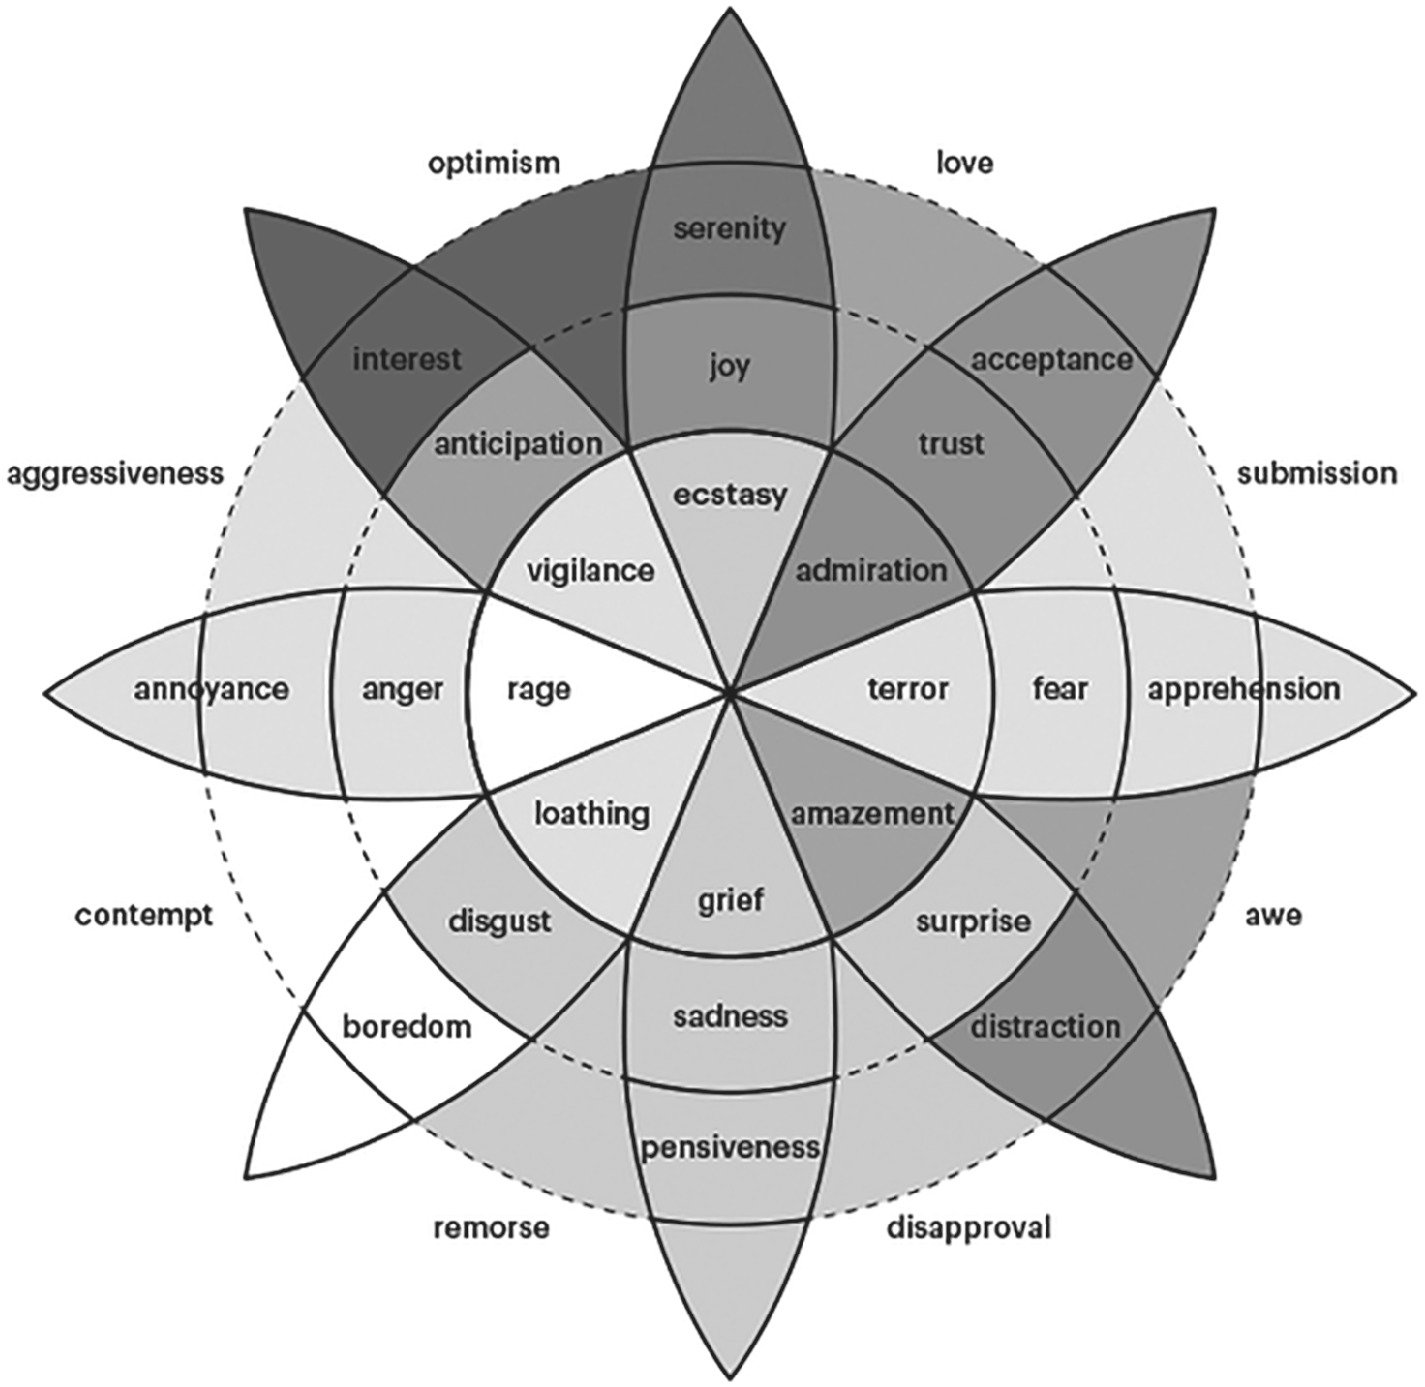 optimism
love
serenity
interest
joy
acceptance
anticipation
trust
aggressiveness
submission
ecstasy
vigilance
admiration
annoyance
anger
rage
terror
fear
apprehension
loathing
amazement
grief
contempt
disgust
surprise
awe
sadness
boredom
distraction
pensiveness
remorse
disapproval